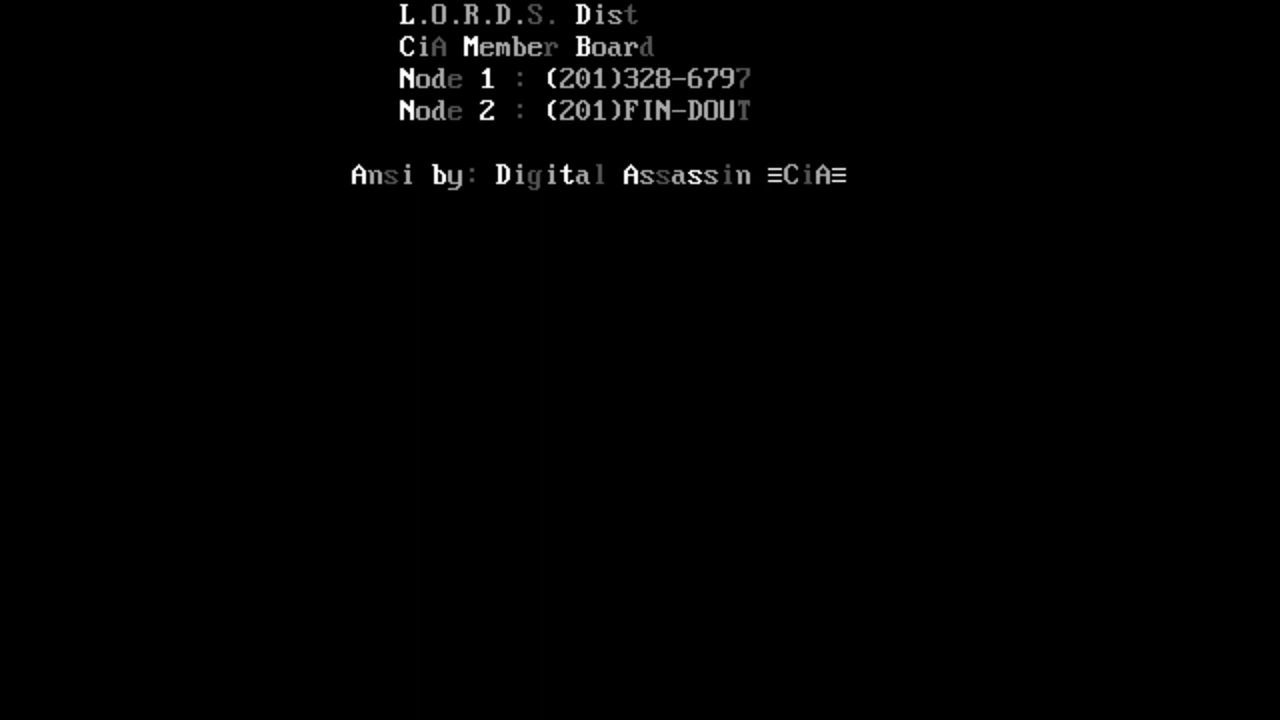 L.O.R.D.S. Dist
CiA Member Board
Node 1 : (201)328-6797
Node 2 : (201)FIN-DOUT
Ansi by: Digital Assassin ≡CiA≡